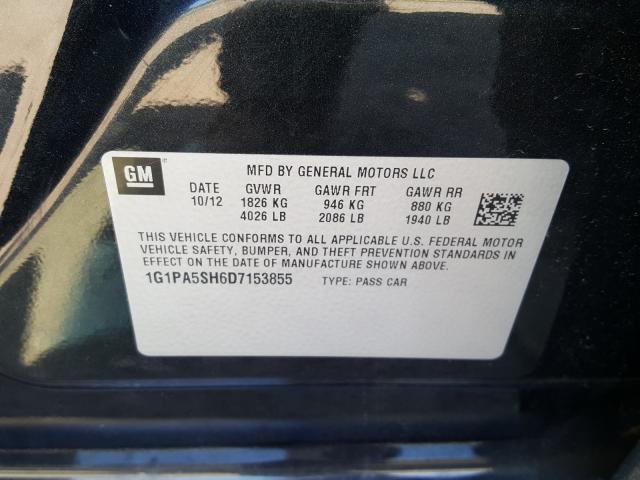 GM
MFD BY GENERAL MOTORS LLC
DATE GVWR GAWR FRT GAWR RR
10/12 1826 KG 946 KG 880 KG
4026 LB 2086 LB 1940 LB
THIS VEHICLE CONFORMS TO ALL APPLICABLE U.S. FEDERAL MOTOR
VEHICLE SAFETY, BUMPER, AND THEFT PREVENTION STANDARDS IN
EFFECT ON THE DATE OF MANUFACTURE SHOWN ABOVE.
1G1PA5SH6D7153855 TYPE: PASS CAR